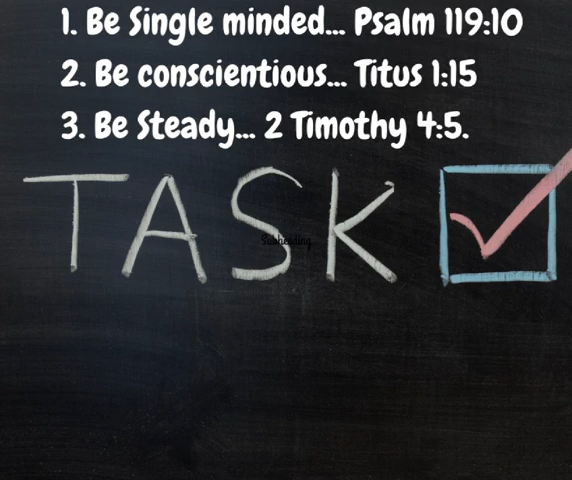 1. Be Single minded... Psalm 119:10
2. Be conscientious... Titus 1:15
3. Be Steady... 2 Timothy 4:5.
TASK
Subheading